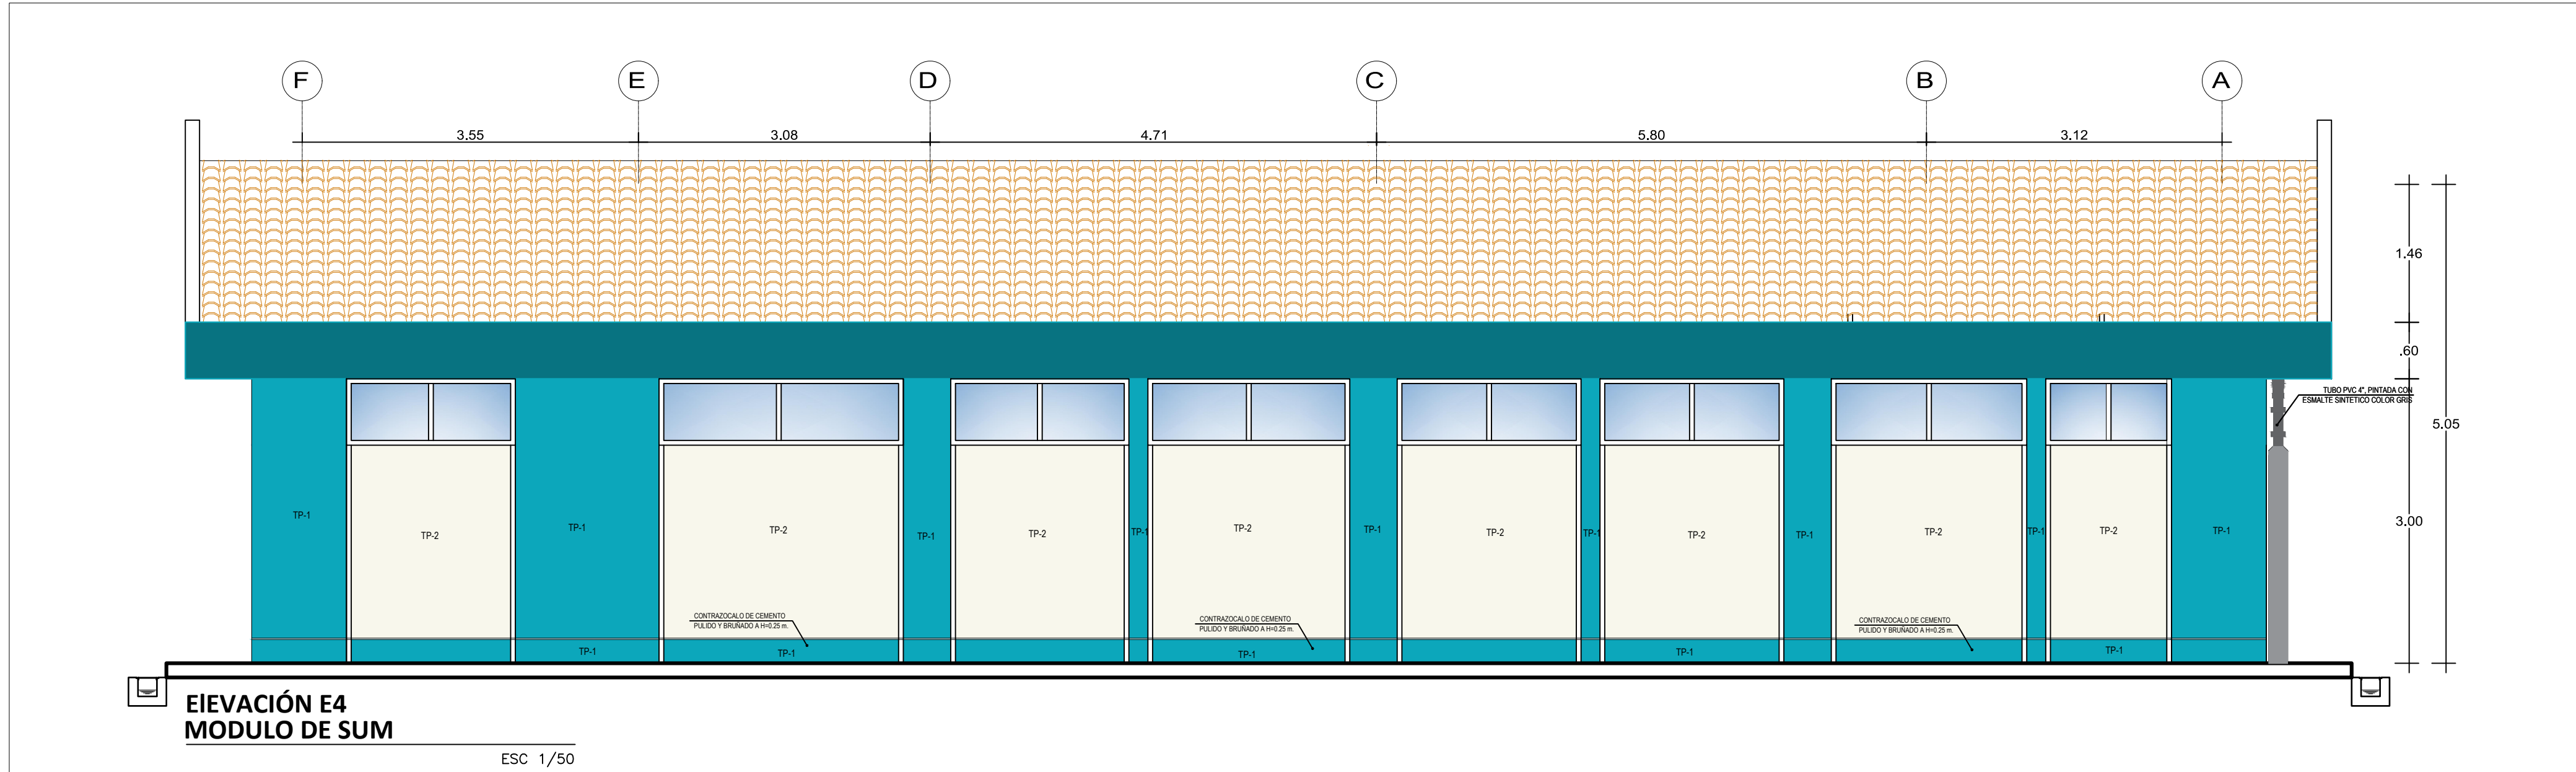 F E D C B A
3.55 3.08 4.71 5.80 3.12
1.46
.60
TUBO PVC 4", PINTADA CON
ESMALTE SINTETICO COLOR GRIS
5.05
3.00
TP-1 TP-2 TP-1 TP-2 TP-1 TP-2 TP-1 TP-2 TP-1 TP-2 TP-1 TP-2 TP-1 TP-2 TP-1 TP-2 TP-1
CONTRAZOCALO DE CEMENTO
PULIDO Y BRUÑADO A H=0.25 m.
CONTRAZOCALO DE CEMENTO
PULIDO Y BRUÑADO A H=0.25 m.
CONTRAZOCALO DE CEMENTO
PULIDO Y BRUÑADO A H=0.25 m.
TP-1 TP-1 TP-1 TP-1 TP-1
ElEVACIÓN E4
MODULO DE SUM
ESC 1/50